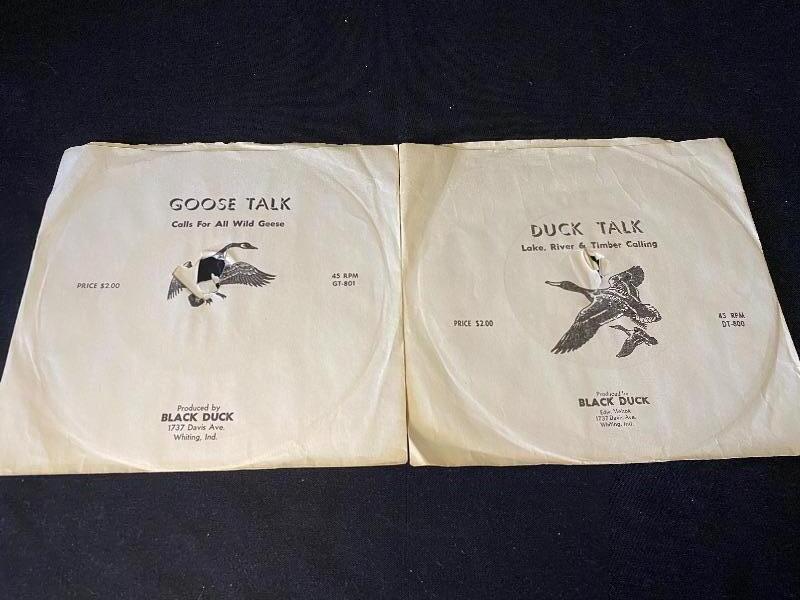 GOOSE TALK
Calls For All Wild Geese
PRICE $2.00
45 RPM
GT-801
Produced by
BLACK DUCK
1737 Davis Ave.
Whiting, Ind.
DUCK TALK
Lake, River & Timber Calling
PRICE $2.00
45 RPM
DT-800
Produced by
BLACK DUCK
1737 Davis Ave.
Whiting, Ind.